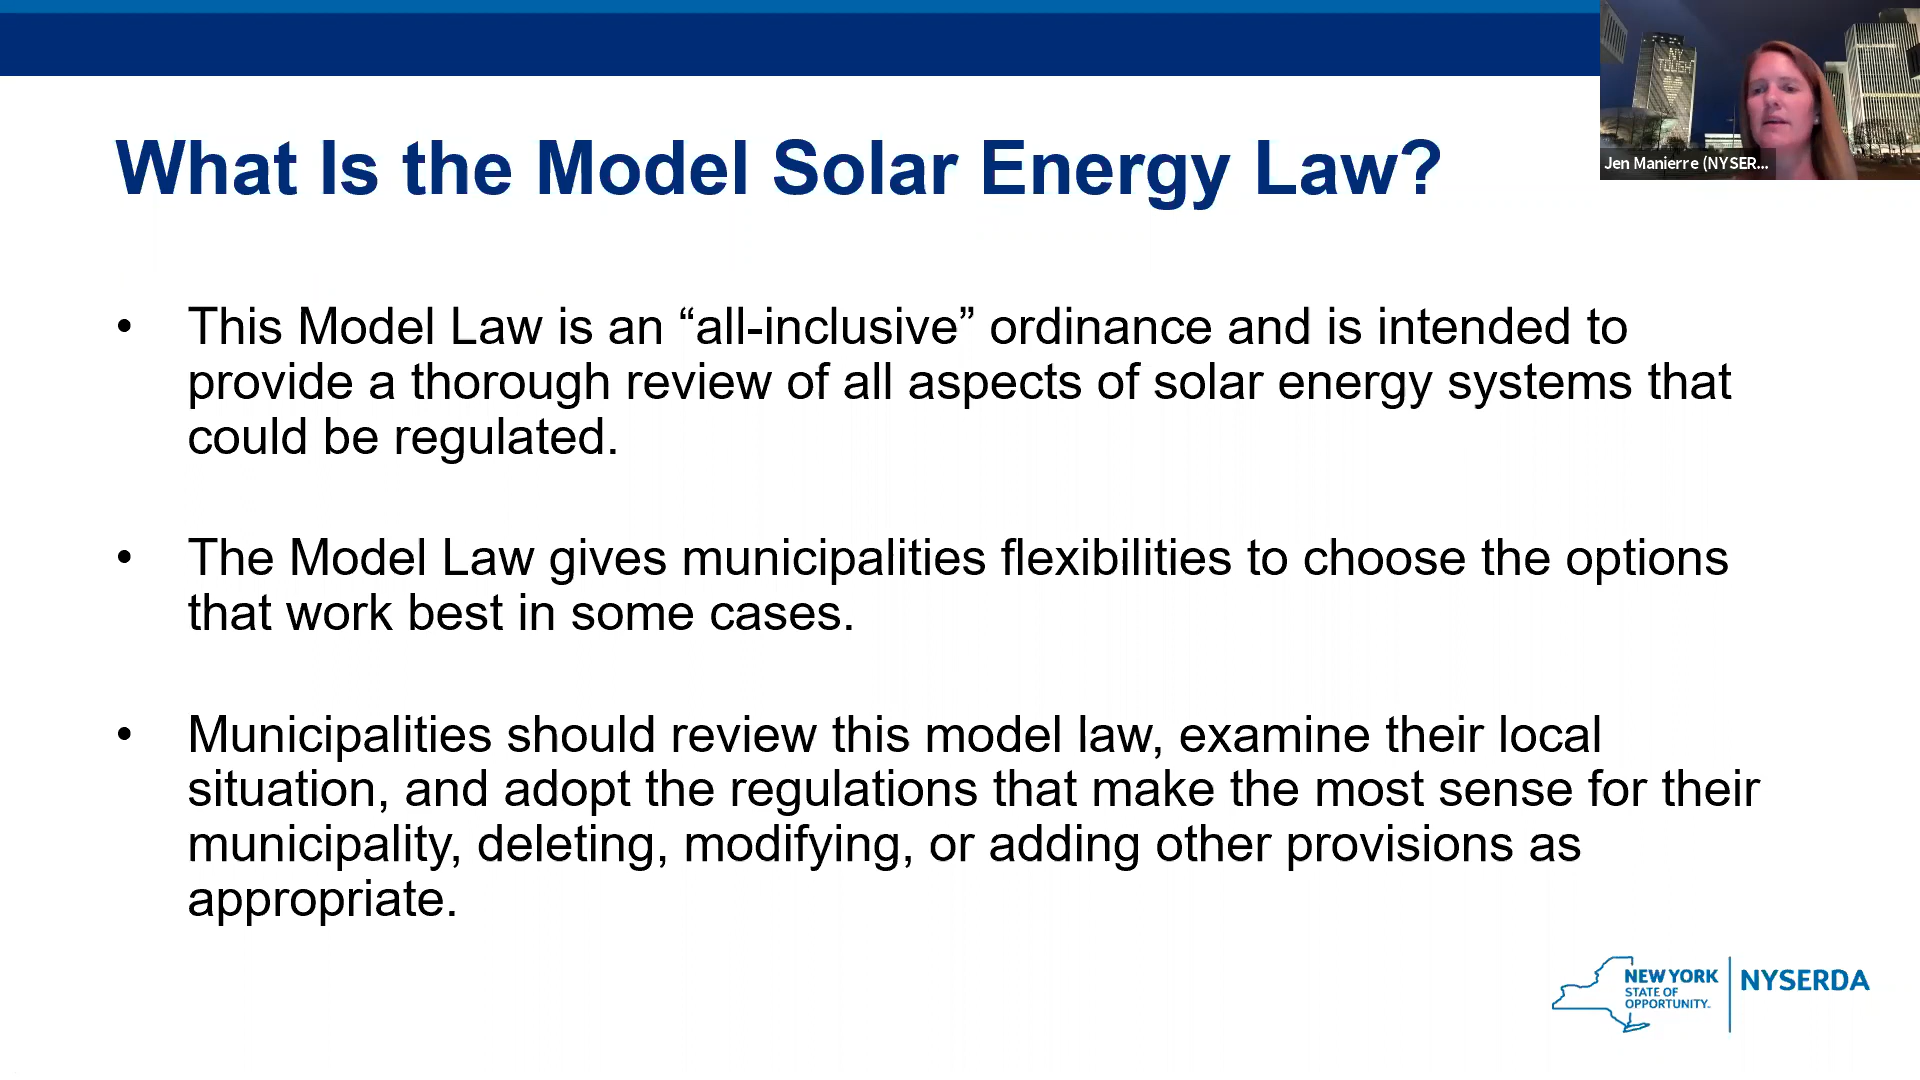 NY
TOUGH
Jen Manierre (NYSER...
What Is the Model Solar Energy Law?
• This Model Law is an “all-inclusive” ordinance and is intended to
provide a thorough review of all aspects of solar energy systems that
could be regulated.
• The Model Law gives municipalities flexibilities to choose the options
that work best in some cases.
• Municipalities should review this model law, examine their local
situation, and adopt the regulations that make the most sense for their
municipality, deleting, modifying, or adding other provisions as
appropriate.
NEW YORK
STATE OF
OPPORTUNITY.
NYSERDA